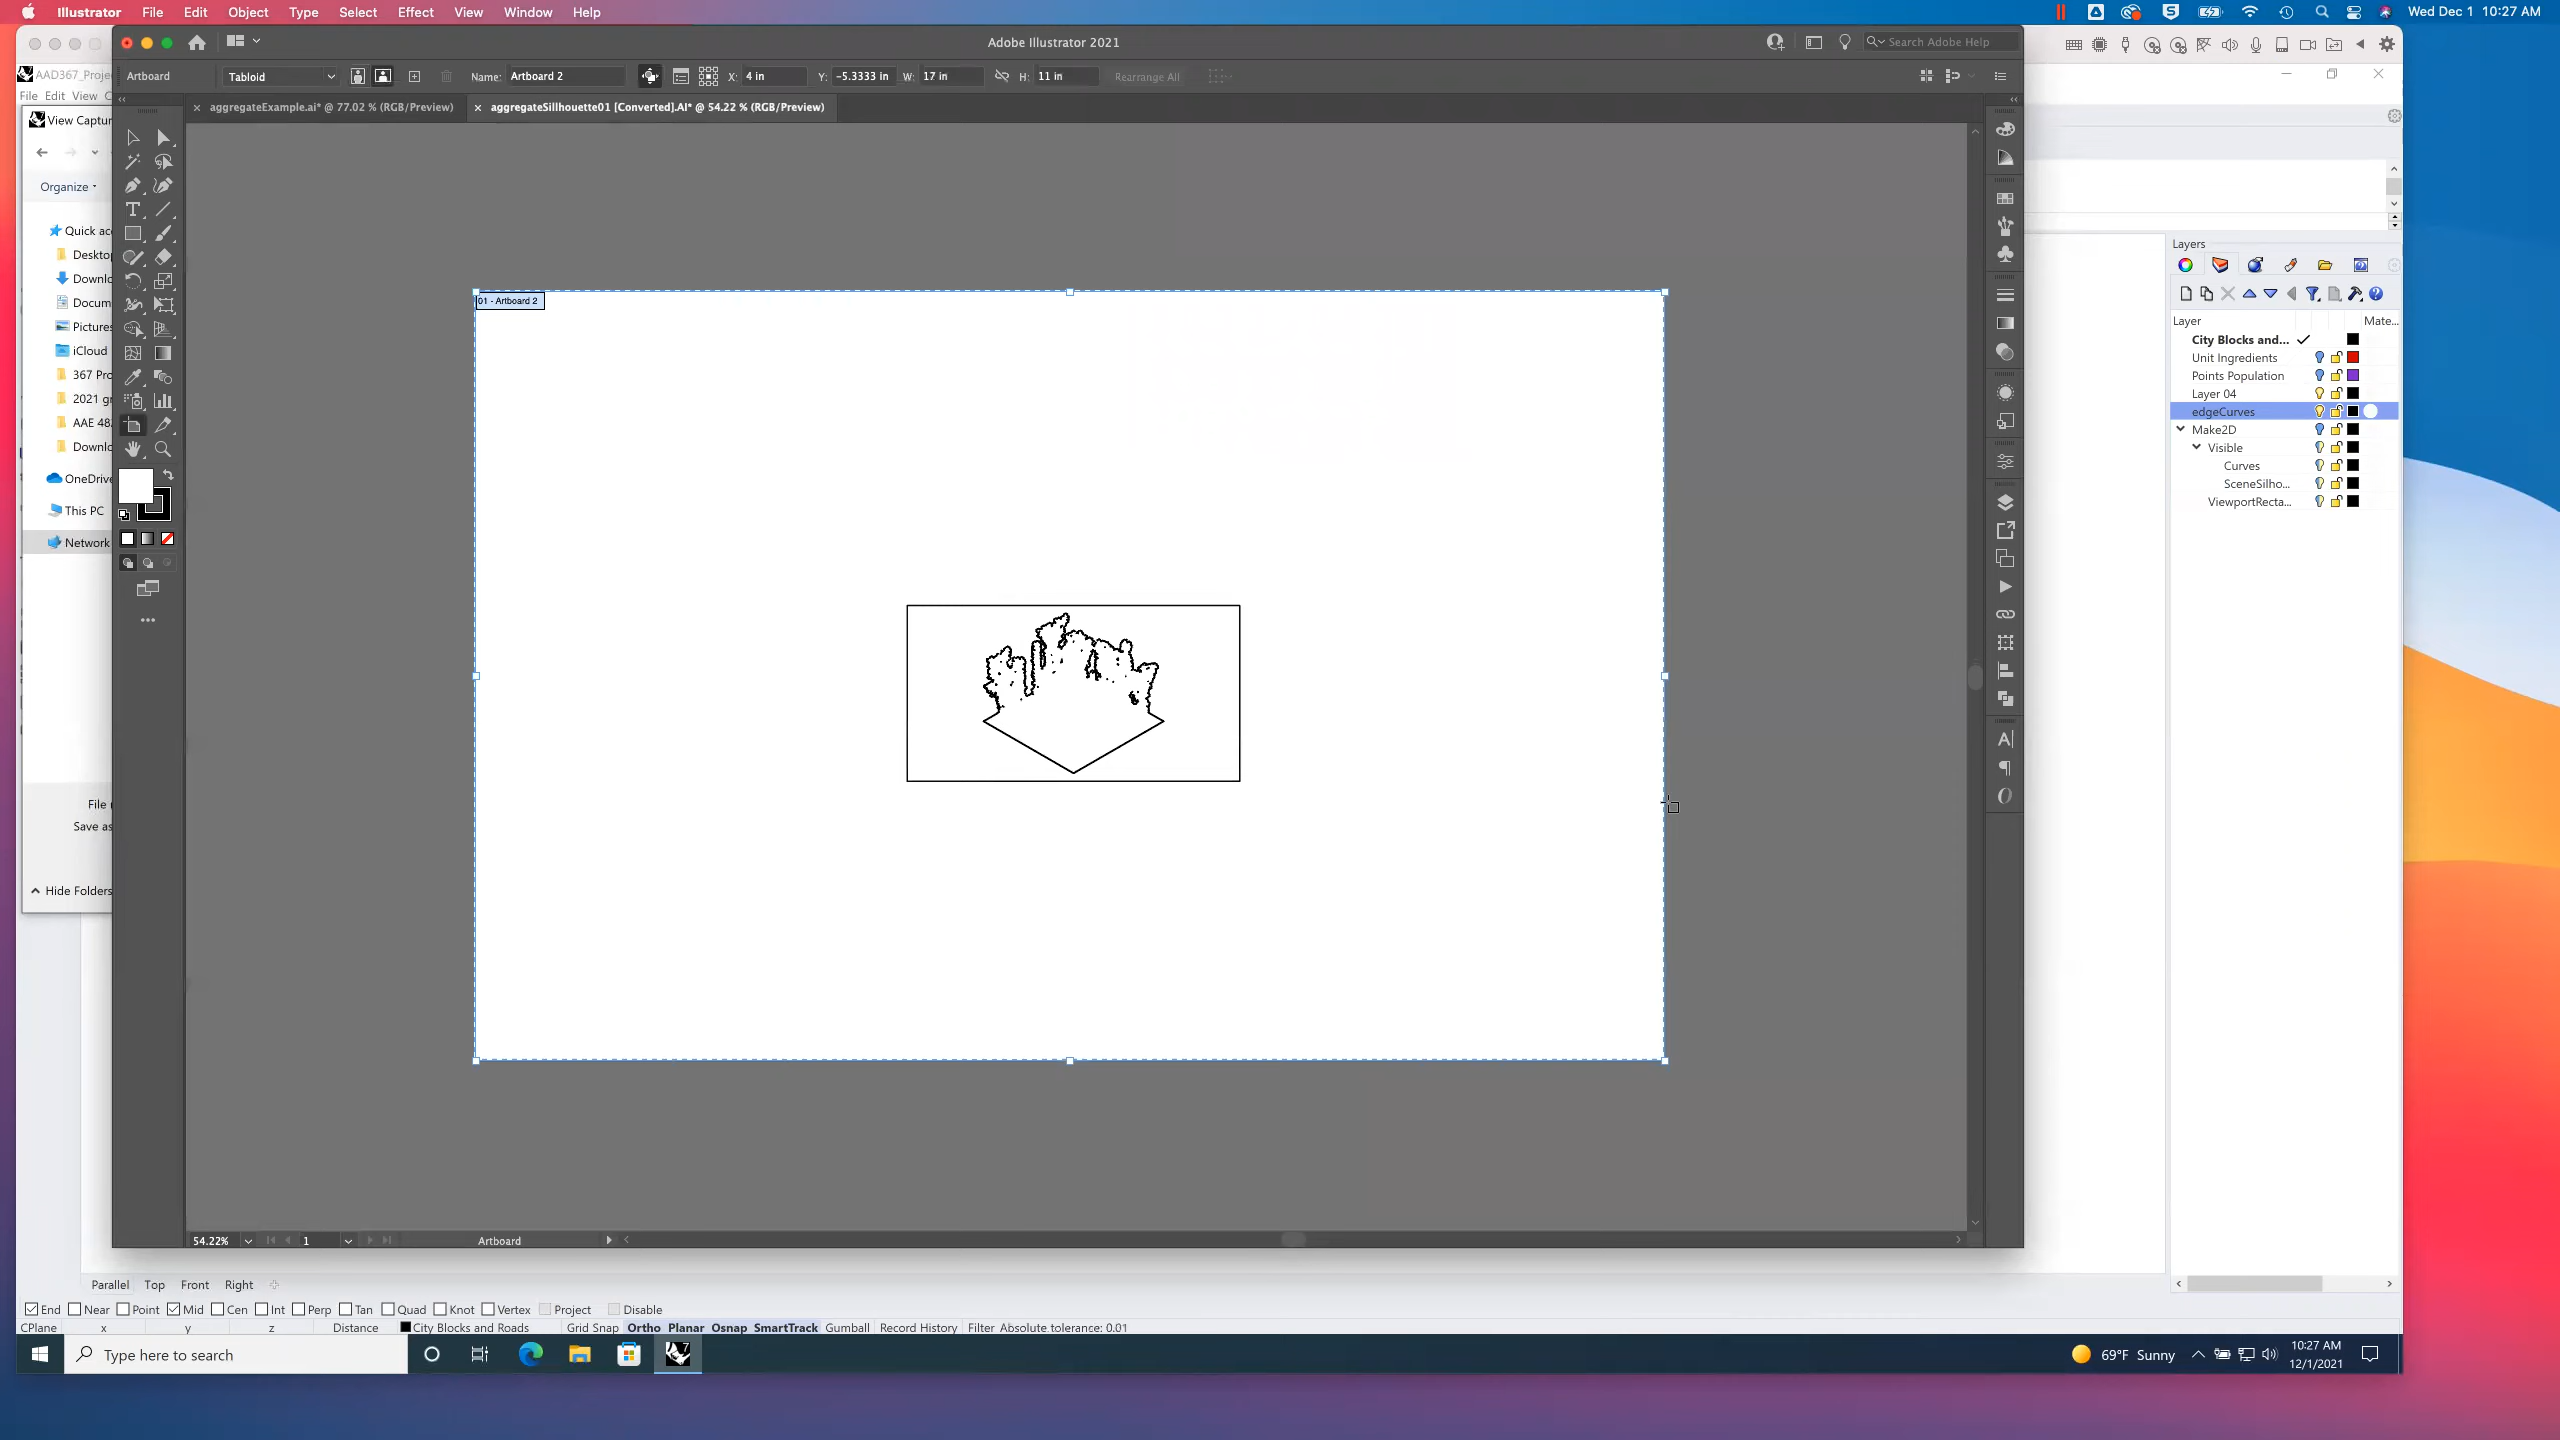 Illustrator File Edit Object Type Select Effect View Window Help
Wed Dec 1 10:27 AM
Adobe Illustrator 2021
Search Adobe Help
AAD367_Proje
File Edit View
View Captur
Organize
Quick ac
Deskto
Downlo
Docum
Pictures
iCloud
367 Pro
2021 gr
AAE 48
Downlo
OneDrive
This PC
Network
File
Save as
Hide Folders
Artboard
Tabloid
Name: Artboard 2
X: 4 in
Y: -5.3333 in
W: 17 in
H: 11 in
Rearrange All
aggregateExample.ai* @ 77.02 % (RGB/Preview)
aggregateSillhouette01 [Converted].AI* @ 54.22 % (RGB/Preview)
01 - Artboard 2
54.22%
1
Artboard
Layers
Layer
Mate...
City Blocks and...
Unit Ingredients
Points Population
Layer 04
edgeCurves
Make2D
Visible
Curves
SceneSilho...
ViewportRecta...
Parallel Top Front Right
End Near Point Mid Cen Int Perp Tan Quad Knot Vertex Project Disable
CPlane x y z Distance City Blocks and Roads Grid Snap Ortho Planar Osnap SmartTrack Gumball Record History Filter Absolute tolerance: 0.01
Type here to search
69°F Sunny
10:27 AM
12/1/2021